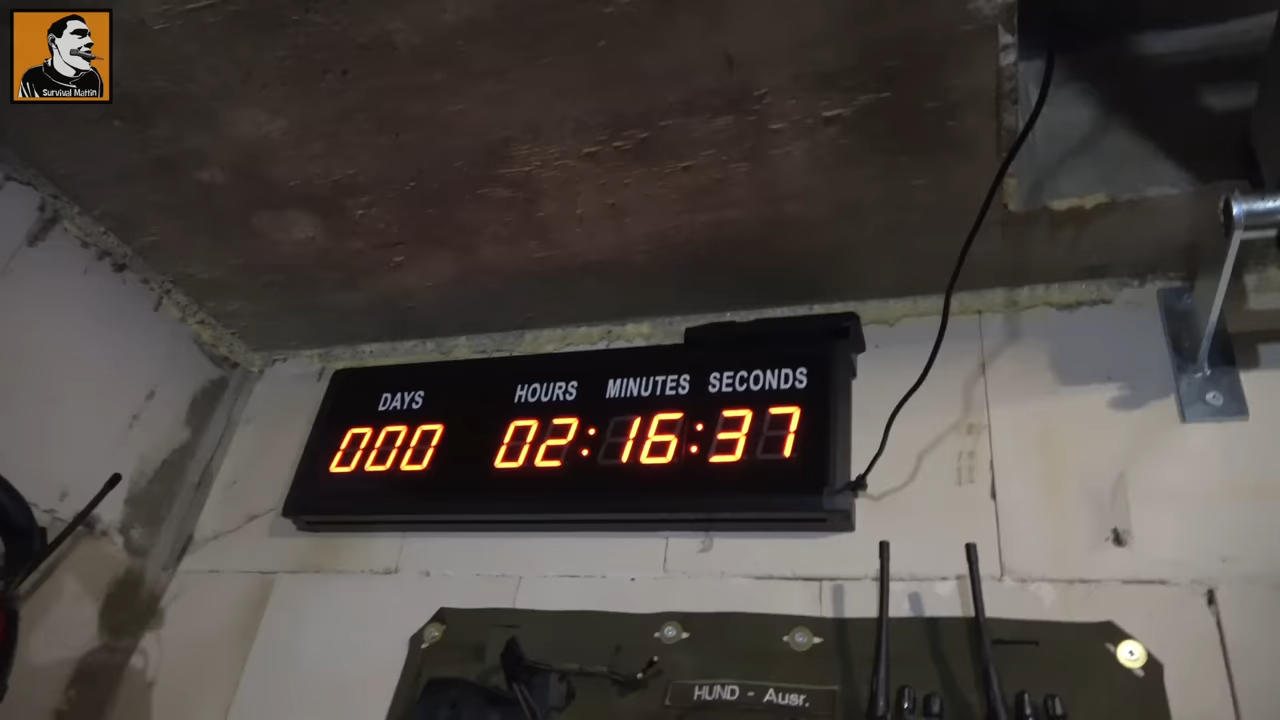 Survival Mattin
DAYS HOURS MINUTES SECONDS
000 02:16:37
HUND - Ausr.